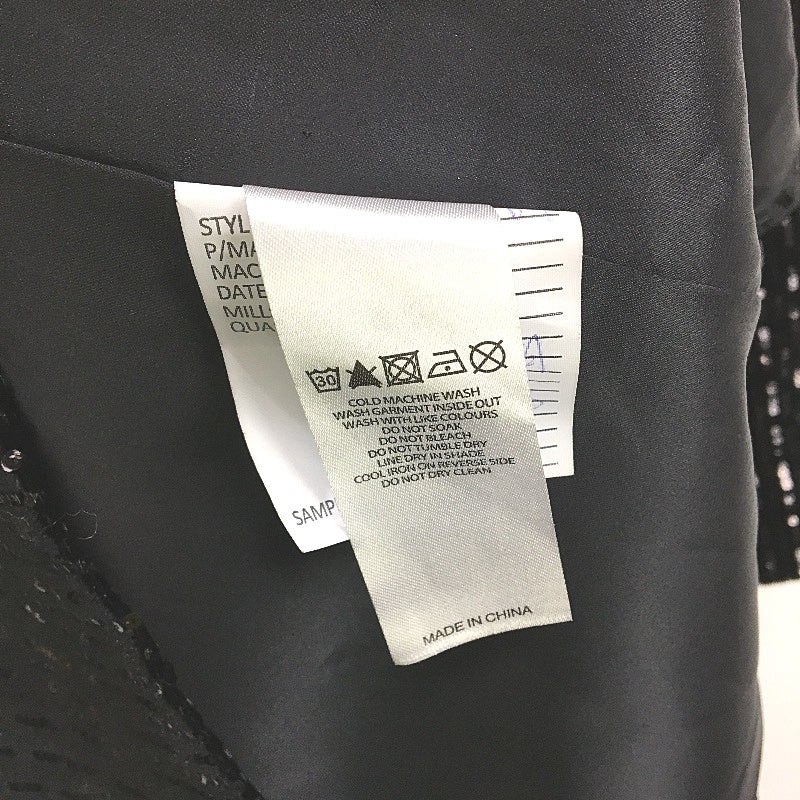 STYL
P/MA
MAC
DATE
MILL
QUA
30
COLD MACHINE WASH
WASH GARMENT INSIDE OUT
WASH WITH LIKE COLOURS
DO NOT SOAK
DO NOT BLEACH
DO NOT TUMBLE DRY
LINE DRY IN SHADE
COOL IRON ON REVERSE SIDE
DO NOT DRY CLEAN
SAMP
MADE IN CHINA